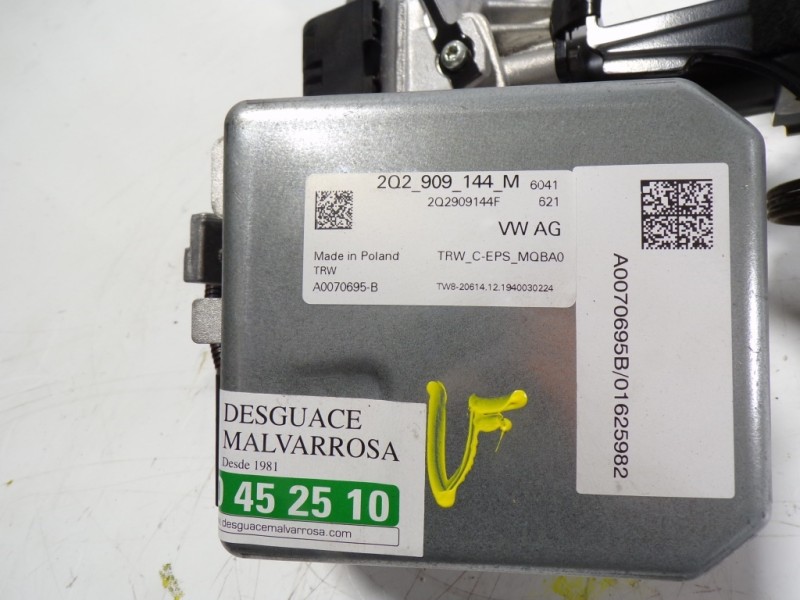 2Q2_909_144_M 6041
2Q2909144F 621
VW AG
Made in Poland TRW_C-EPS_MQBA0
TRW
A0070695-B TW8-20614.12.1940030224
A0070695B/01625982
DESGUACE
MALVARROSA
Desde 1981
45 25 10
desguacemalvarrosa.com
VF